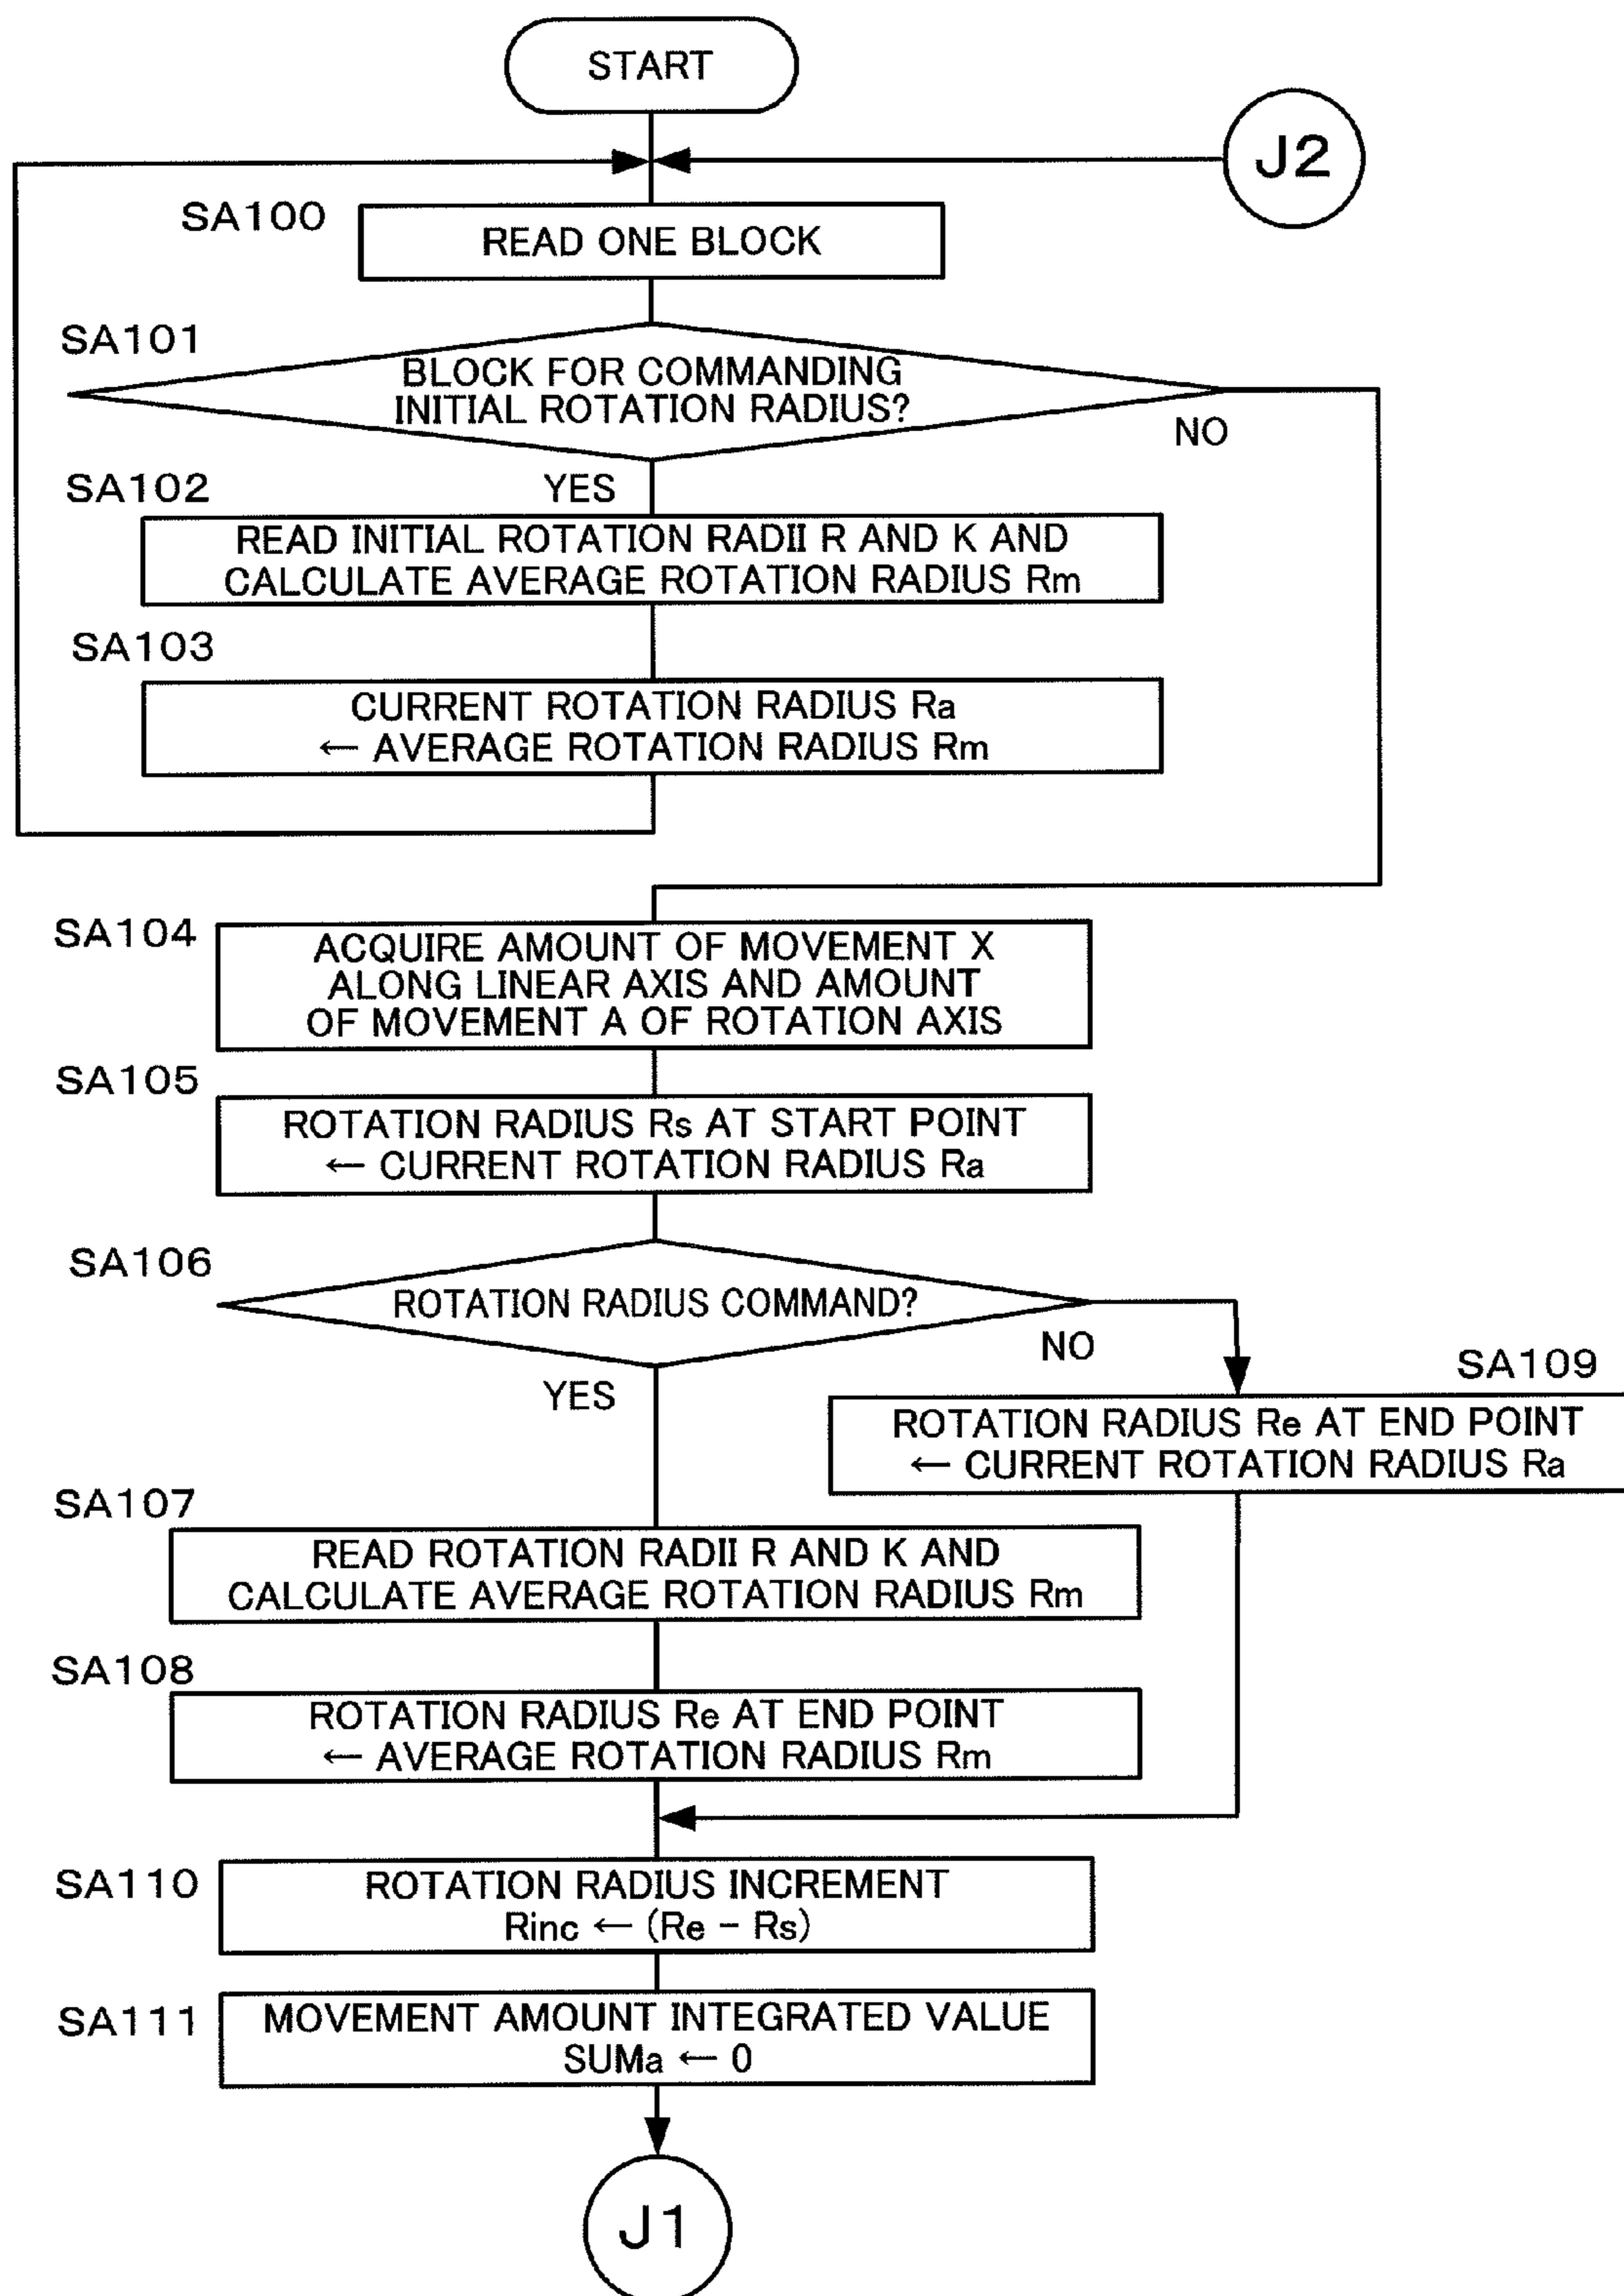 START
J2
SA100
READ ONE BLOCK
SA101
BLOCK FOR COMMANDING
INITIAL ROTATION RADIUS?
NO
SA102
YES
READ INITIAL ROTATION RADII R AND K AND
CALCULATE AVERAGE ROTATION RADIUS Rm
SA103
CURRENT ROTATION RADIUS Ra
← AVERAGE ROTATION RADIUS Rm
SA104
ACQUIRE AMOUNT OF MOVEMENT X
ALONG LINEAR AXIS AND AMOUNT
OF MOVEMENT A OF ROTATION AXIS
SA105
ROTATION RADIUS Rs AT START POINT
← CURRENT ROTATION RADIUS Ra
SA106
ROTATION RADIUS COMMAND?
NO
YES
SA109
ROTATION RADIUS Re AT END POINT
← CURRENT ROTATION RADIUS Ra
SA107
READ ROTATION RADII R AND K AND
CALCULATE AVERAGE ROTATION RADIUS Rm
SA108
ROTATION RADIUS Re AT END POINT
← AVERAGE ROTATION RADIUS Rm
SA110
ROTATION RADIUS INCREMENT
Rinc ← (Re - Rs)
SA111
MOVEMENT AMOUNT INTEGRATED VALUE
SUMa ← 0
J1